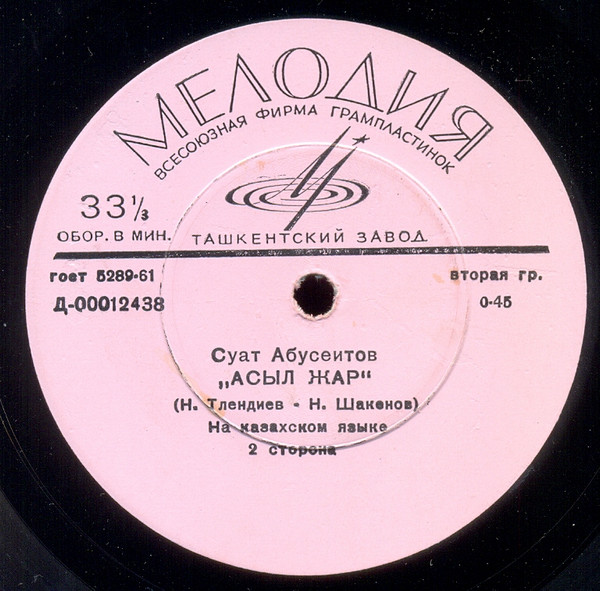 МЕЛОДИЯ
ВСЕСОЮЗНАЯ ФИРМА ГРАМПЛАСТИНОК
33⅓
ОБОР. В МИН.
ТАШКЕНТСКИЙ ЗАВОД
гост 5289-61
вторая гр.
Д-00012438
0-45
Суат Абусеитов
„АСЫЛ ЖАР“
(Н. Тлендиев - Н. Шакенов)
На казахском языке
2 сторона